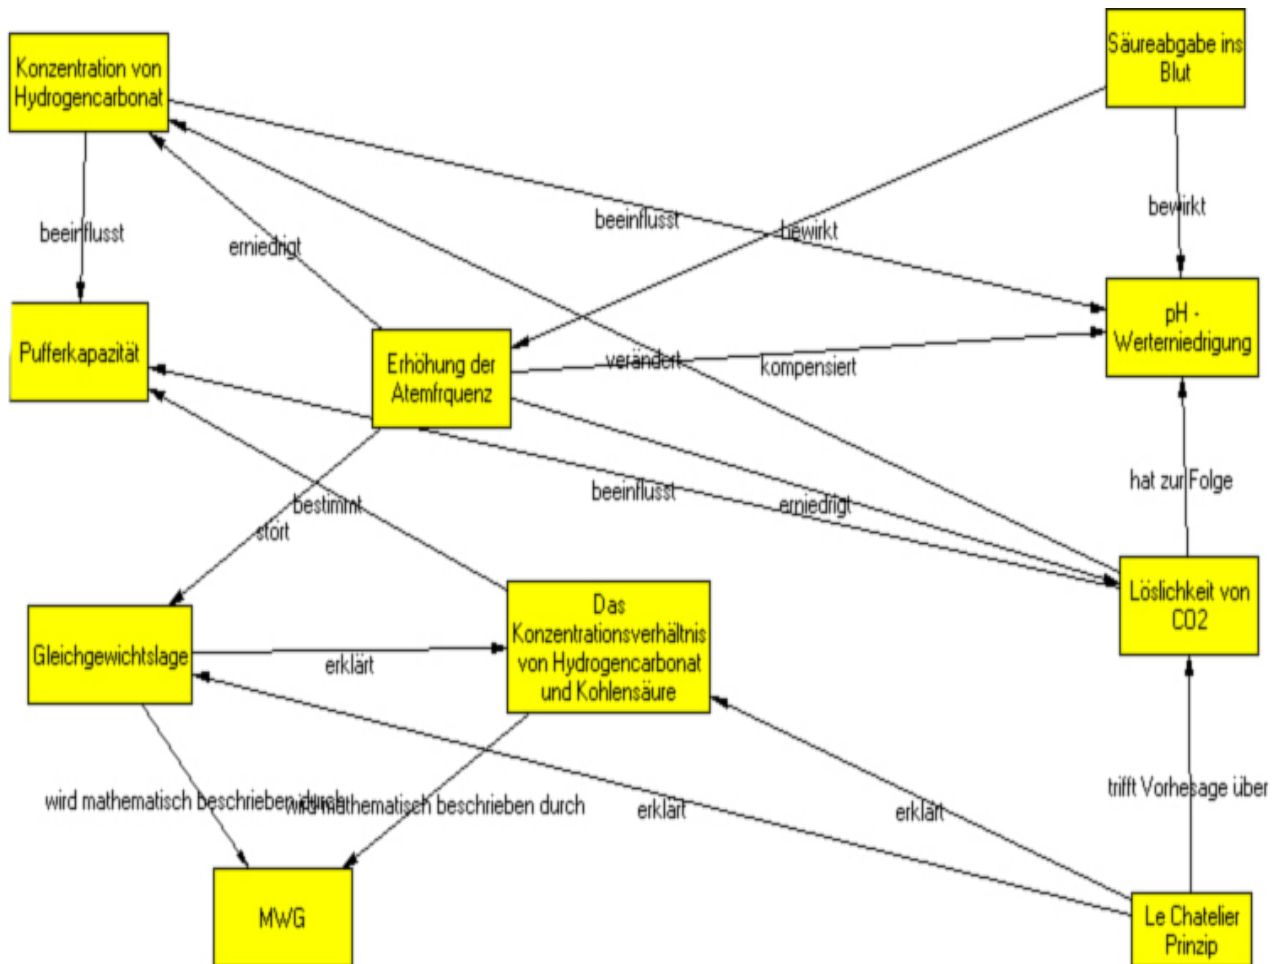 Säureabgabe ins
Blut
Konzentration von
Hydrogencarbonat
beeinflusst
bewirkt
bewirkt
beeinflusst
erniedrigt
pH -
Werterniedrigung
Pufferkapazität
Erhöhung der
Atemfrquenz
verändert
kompensiert
hat zur Folge
beeinflusst
erniedrigt
bestimmt
stört
Löslichkeit von
CO2
Das
Konzentrationsverhältnis
von Hydrogencarbonat
und Kohlensäure
Gleichgewichtslage
erklärt
trifft Vorhesage über
wird mathematisch beschrieben durch
wird mathematisch beschrieben durch
erklärt
erklärt
MWG
Le Chatelier
Prinzip